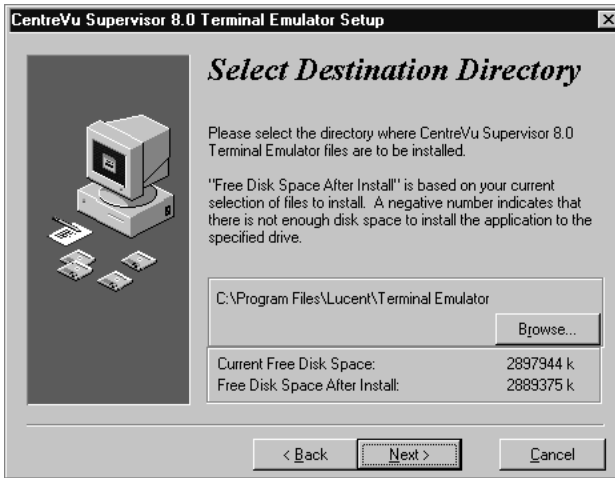 CentreVu Supervisor 8.0 Terminal Emulator Setup
Select Destination Directory
Please select the directory where CentreVu Supervisor 8.0
Terminal Emulator files are to be installed.
"Free Disk Space After Install" is based on your current
selection of files to install. A negative number indicates that
there is not enough disk space to install the application to the
specified drive.
C:\Program Files\Lucent\Terminal Emulator
Browse...
Current Free Disk Space: 2897944 k
Free Disk Space After Install: 2889375 k
< Back Next > Cancel